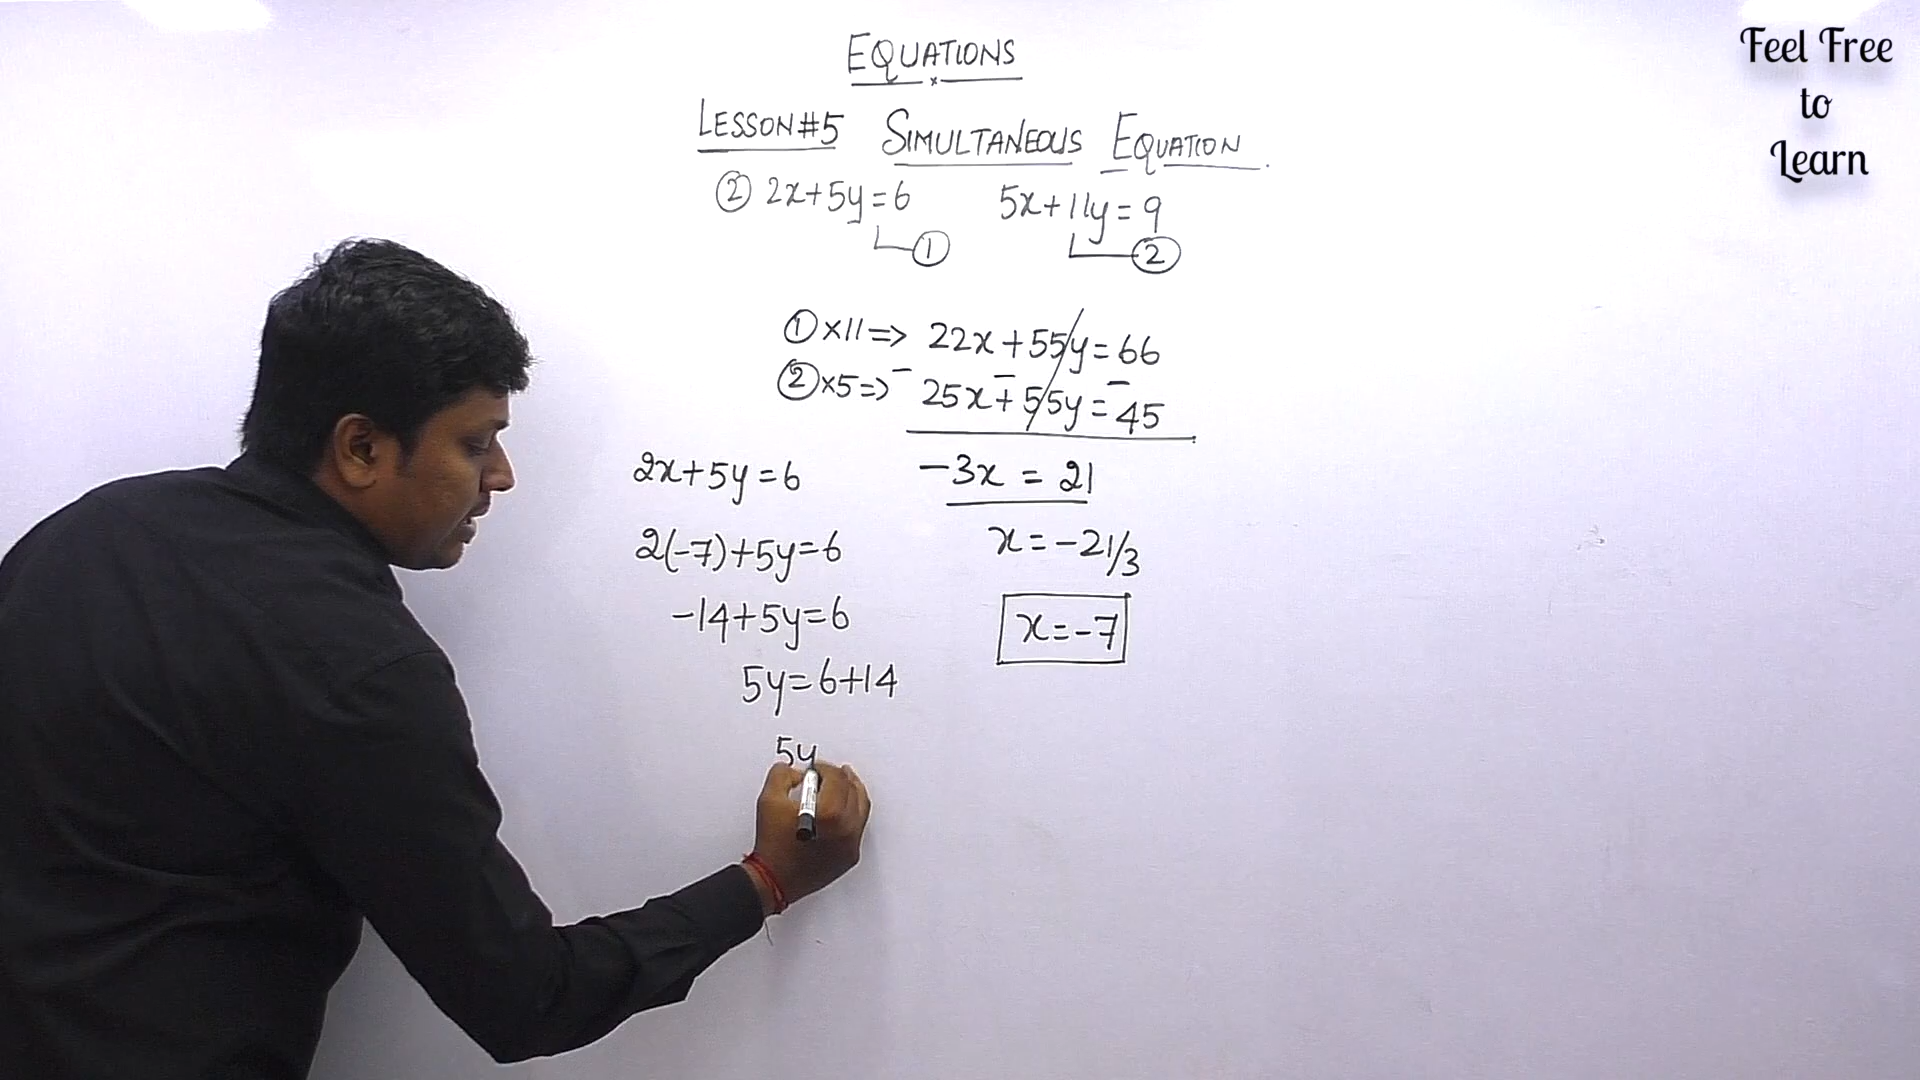 EQUATIONS
LESSON#5 SIMULTANEOUS EQUATION.
② 2x+5y=6 5x+11y=9
① ②
①×11=> 22x+55y=66
②×5=> 25x+55y=45
- - -
2x+5y=6 -3x = 21
2(-7)+5y=6 x=-21/3
-14+5y=6 x=-7
5y=6+14
5y
Feel Free
to
Learn